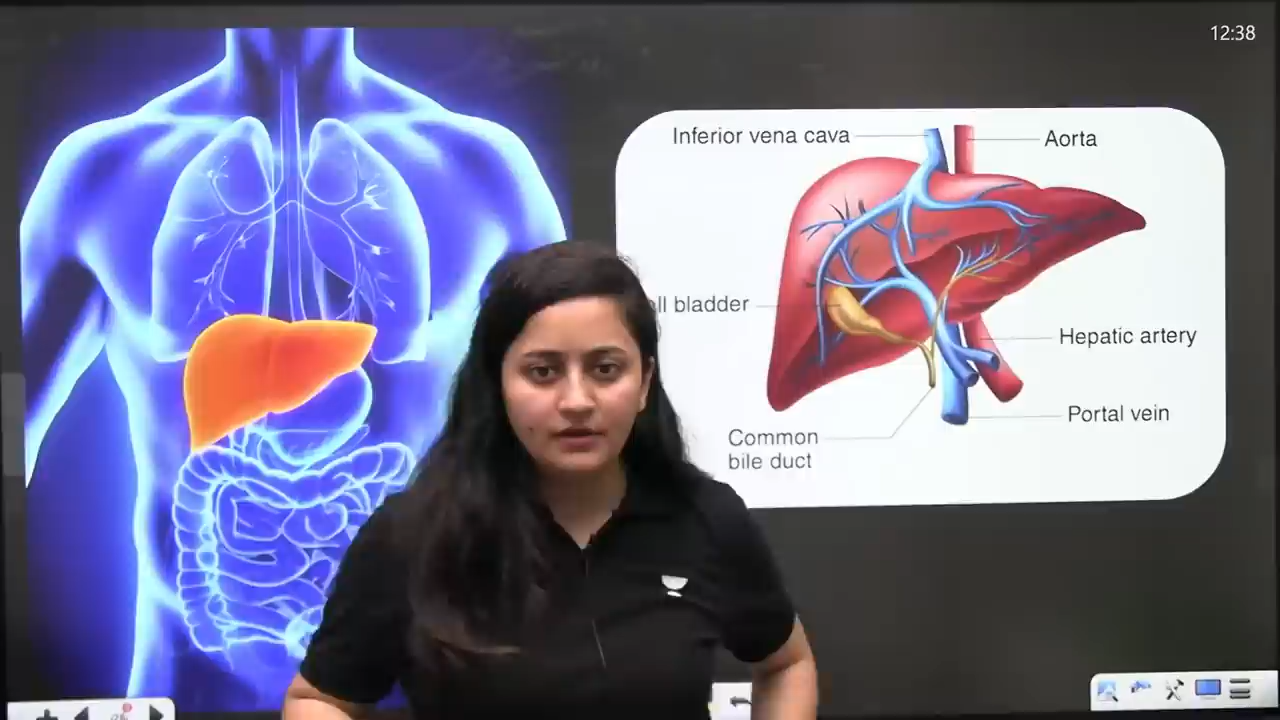 12:38
Inferior vena cava
Aorta
ll bladder
Hepatic artery
Portal vein
Common
bile duct